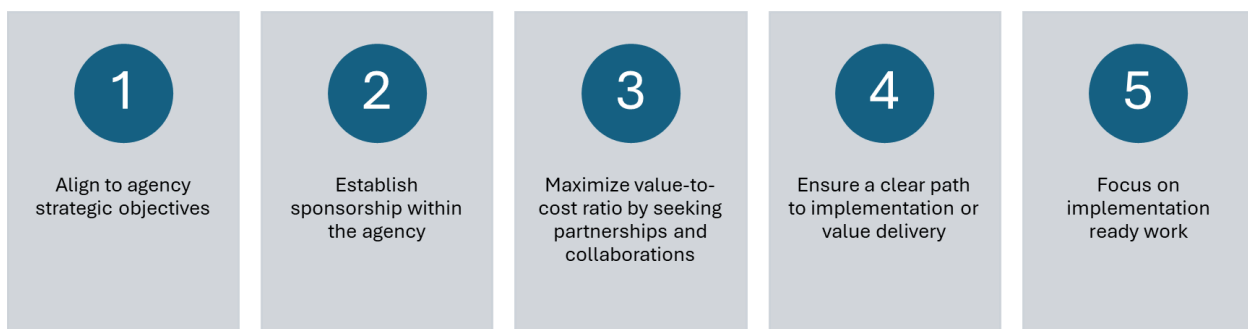 1
Align to agency
strategic objectives
2
Establish
sponsorship within
the agency
3
Maximize value-to-
cost ratio by seeking
partnerships and
collaborations
4
Ensure a clear path
to implementation or
value delivery
5
Focus on
implementation
ready work